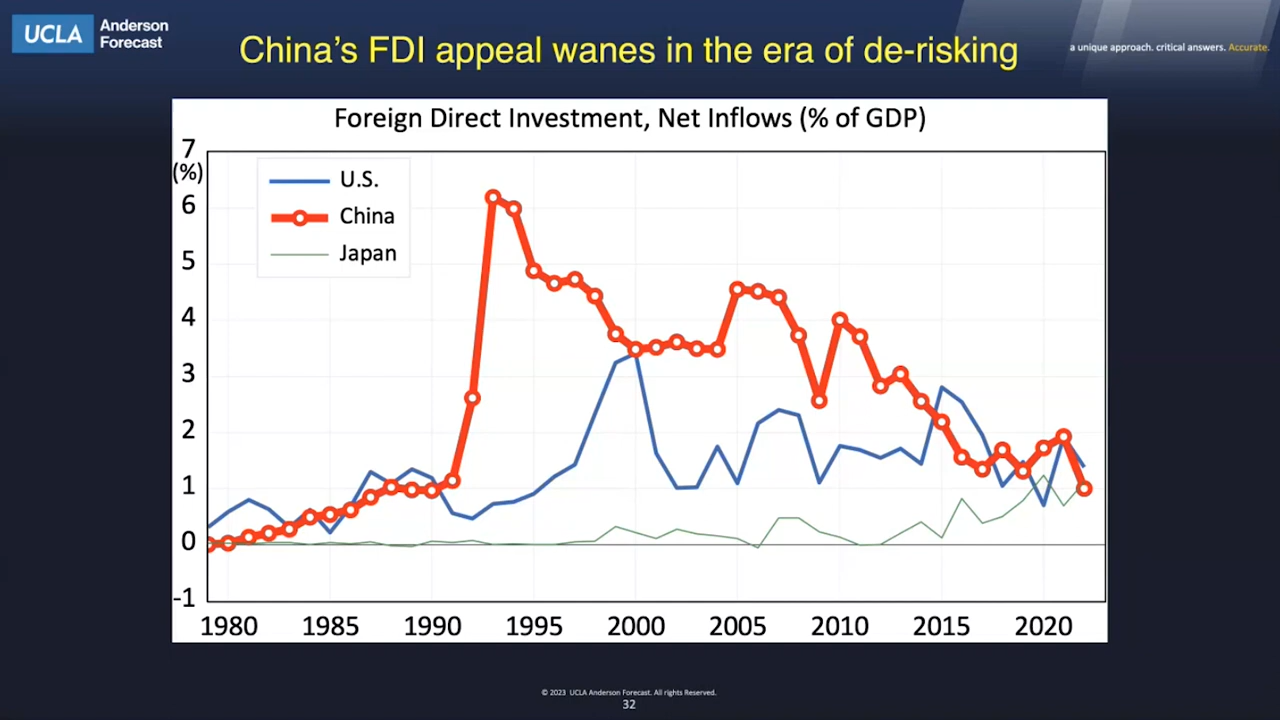 UCLA Anderson
Forecast
China's FDI appeal wanes in the era of de-risking
a unique approach. critical answers. Accurate.
Foreign Direct Investment, Net Inflows (% of GDP)
7
(%)
6
5
4
3
2
1
0
-1
U.S.
China
Japan
1980 1985 1990 1995 2000 2005 2010 2015 2020
© 2023 UCLA Anderson Forecast. All rights Reserved.
32